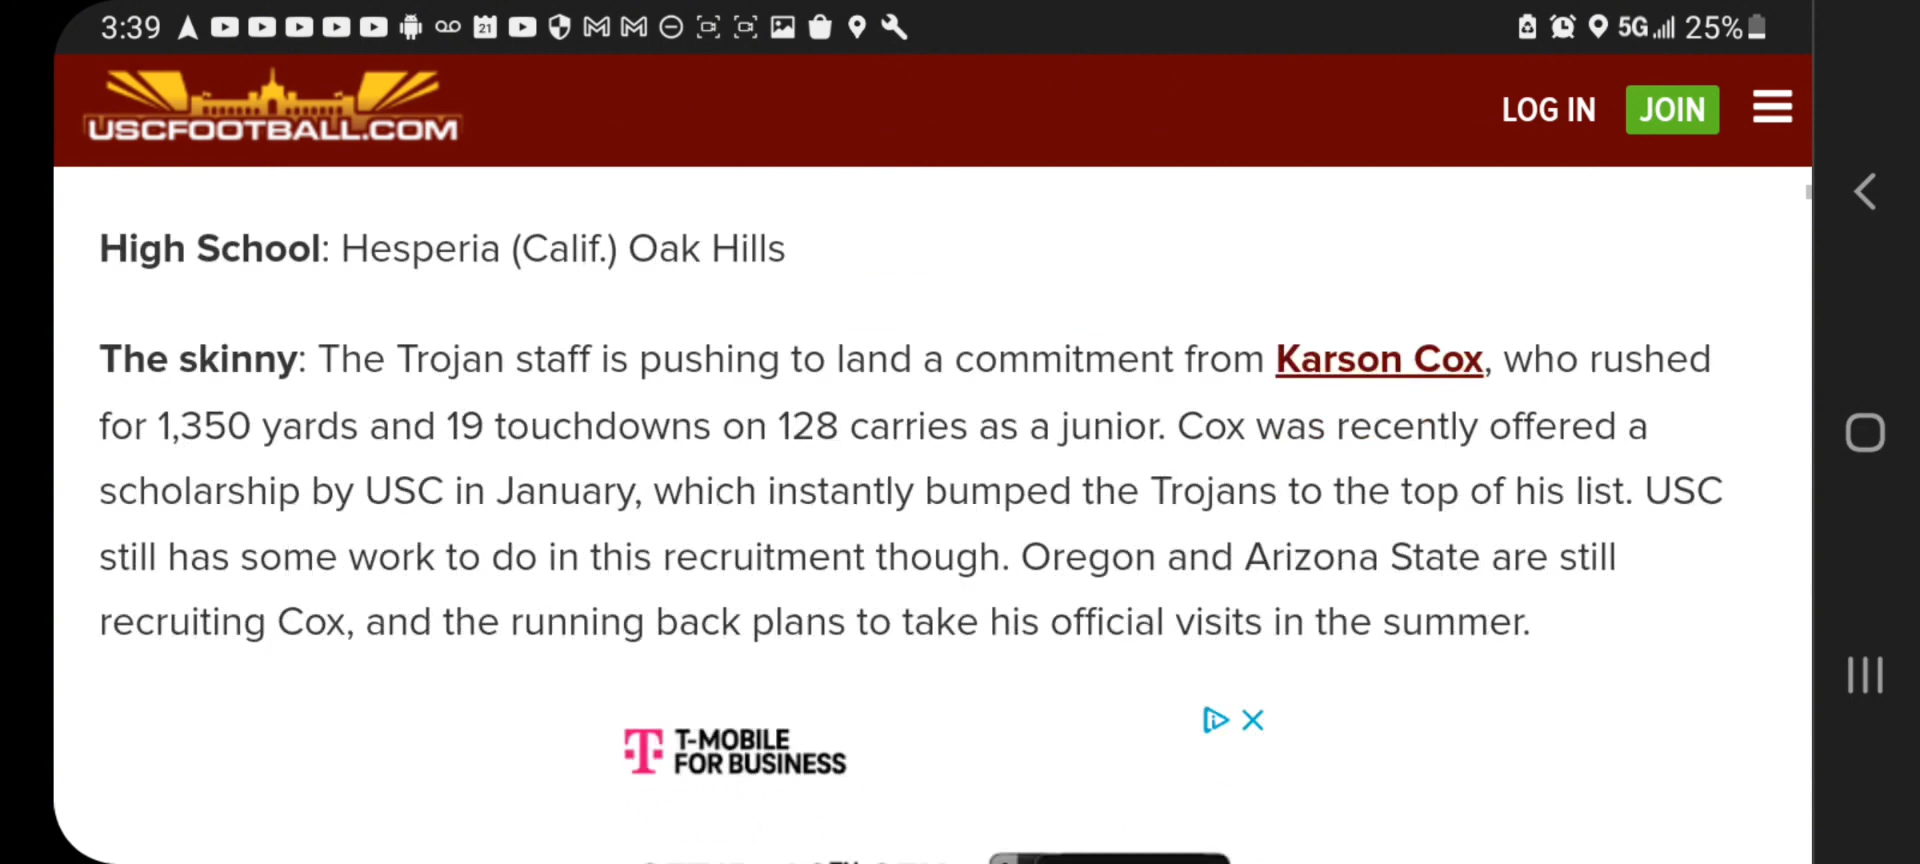 3:39 21 5G 25%
USCFOOTBALL.COM LOG IN JOIN
High School: Hesperia (Calif.) Oak Hills
The skinny: The Trojan staff is pushing to land a commitment from Karson Cox, who rushed
for 1,350 yards and 19 touchdowns on 128 carries as a junior. Cox was recently offered a
scholarship by USC in January, which instantly bumped the Trojans to the top of his list. USC
still has some work to do in this recruitment though. Oregon and Arizona State are still
recruiting Cox, and the running back plans to take his official visits in the summer.
T-MOBILE
FOR BUSINESS